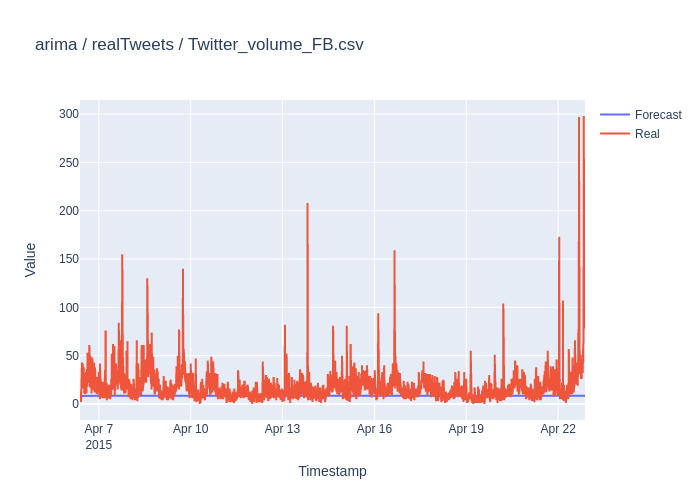 arima / realTweets / Twitter_volume_FB.csv
300
250
200
150
100
50
0
Value
Apr 7
2015
Apr 10
Apr 13
Apr 16
Apr 19
Apr 22
Timestamp
Forecast
Real